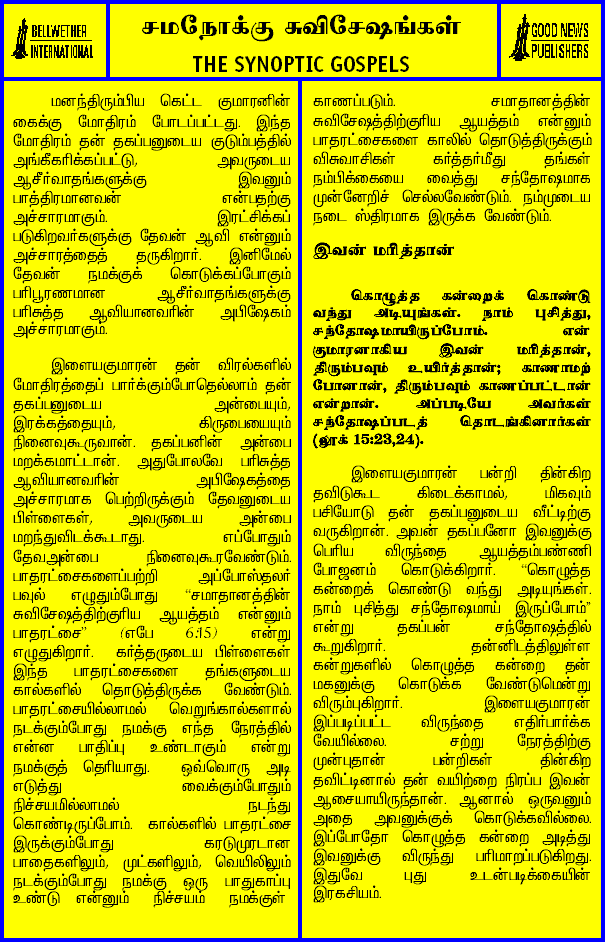 BELLWETHER
INTERNATIONAL
சமநோக்கு சுவிசேஷங்கள்
THE SYNOPTIC GOSPELS
GOOD NEWS
PUBLISHERS
மனந்திரும்பிய கெட்ட குமாரனின்
கைக்கு மோதிரம் போடப்பட்டது. இந்த
மோதிரம் தன் தகப்பனுடைய குடும்பத்தில்
அங்கீகரிக்கப்பட்டு, அவருடைய
ஆசீர்வாதங்களுக்கு இவனும்
பாத்திரமானவன் என்பதற்கு
அச்சாரமாகும். இரட்சிக்கப்
படுகிறவர்களுக்கு தேவன் ஆவி என்னும்
அச்சாரத்தைத் தருகிறார். இனிமேல்
தேவன் நமக்குக் கொடுக்கப்போகும்
பரிபூரணமான ஆசீர்வாதங்களுக்கு
பரிசுத்த ஆவியானவரின் அபிஷேகம்
அச்சாரமாகும்.
இளையகுமாரன் தன் விரல்களில்
மோதிரத்தைப் பார்க்கும்போதெல்லாம் தன்
தகப்பனுடைய அன்பையும்,
இரக்கத்தையும், கிருபையையும்
நினைவுகூருவான். தகப்பனின் அன்பை
மறக்கமாட்டான். அதுபோலவே பரிசுத்த
ஆவியானவரின் அபிஷேகத்தை
அச்சாரமாக பெற்றிருக்கும் தேவனுடைய
பிள்ளைகள், அவருடைய அன்பை
மறந்துவிடக்கூடாது. எப்போதும்
தேவஅன்பை நினைவுகூரவேண்டும்.
பாதரட்சைகளைப்பற்றி அப்போஸ்தலர்
பவுல் எழுதும்போது “சமாதானத்தின்
சுவிசேஷத்திற்குரிய ஆயத்தம் என்னும்
பாதரட்சை” (எபே 6:15) என்று
எழுதுகிறார். கர்த்தருடைய பிள்ளைகள்
இந்த பாதரட்சைகளை தங்களுடைய
கால்களில் தொடுத்திருக்க வேண்டும்.
பாதரட்சையில்லாமல் வெறுங்கால்களால்
நடக்கும்போது நமக்கு எந்த நேரத்தில்
என்ன பாதிப்பு உண்டாகும் என்று
நமக்குத் தெரியாது. ஒவ்வொரு அடி
எடுத்து வைக்கும்போதும்
நிச்சயமில்லாமல் நடந்து
கொண்டிருப்போம். கால்களில் பாதரட்சை
இருக்கும்போது கரடுமுரடான
பாதைகளிலும், முட்களிலும், வெயிலிலும்
நடக்கும்போது நமக்கு ஒரு பாதுகாப்பு
உண்டு என்னும் நிச்சயம் நமக்குள்
காணப்படும். சமாதானத்தின்
சுவிசேஷத்திற்குரிய ஆயத்தம் என்னும்
பாதரட்சைகளை காலில் தொடுத்திருக்கும்
விசுவாசிகள் கர்த்தர்மீது தங்கள்
நம்பிக்கையை வைத்து சந்தோஷமாக
முன்னேறிச் செல்லவேண்டும். நம்முடைய
நடை ஸ்திரமாக இருக்க வேண்டும்.
இவன் மரித்தான்
கொழுத்த கன்றைக் கொண்டு
வந்து அடியுங்கள். நாம் புசித்து,
சந்தோஷமாயிருப்போம். என்
குமாரனாகிய இவன் மரித்தான்,
திரும்பவும் உயிர்த்தான்; காணாமற்
போனான், திரும்பவும் காணப்பட்டான்
என்றான். அப்படியே அவர்கள்
சந்தோஷப்படத் தொடங்கினார்கள்
(லூக் 15:23,24).
இளையகுமாரன் பன்றி தின்கிற
தவிடுகூட கிடைக்காமல், மிகவும்
பசியோடு தன் தகப்பனுடைய வீட்டிற்கு
வருகிறான். அவன் தகப்பனோ இவனுக்கு
பெரிய விருந்தை ஆயத்தம்பண்ணி
போஜனம் கொடுக்கிறார். “கொழுத்த
கன்றைக் கொண்டு வந்து அடியுங்கள்.
நாம் புசித்து சந்தோஷமாய் இருப்போம்”
என்று தகப்பன் சந்தோஷத்தில்
கூறுகிறார். தன்னிடத்திலுள்ள
கன்றுகளில் கொழுத்த கன்றை தன்
மகனுக்கு கொடுக்க வேண்டுமென்று
விரும்புகிறார். இளையகுமாரன்
இப்படிப்பட்ட விருந்தை எதிர்பார்க்க
வேயில்லை. சற்று நேரத்திற்கு
முன்புதான் பன்றிகள் தின்கிற
தவிட்டினால் தன் வயிற்றை நிரப்ப இவன்
ஆசையாயிருந்தான். ஆனால் ஒருவனும்
அதை அவனுக்குக் கொடுக்கவில்லை.
இப்போதோ கொழுத்த கன்றை அடித்து
இவனுக்கு விருந்து பரிமாறப்படுகிறது.
இதுவே புது உடன்படிக்கையின்
இரகசியம்.